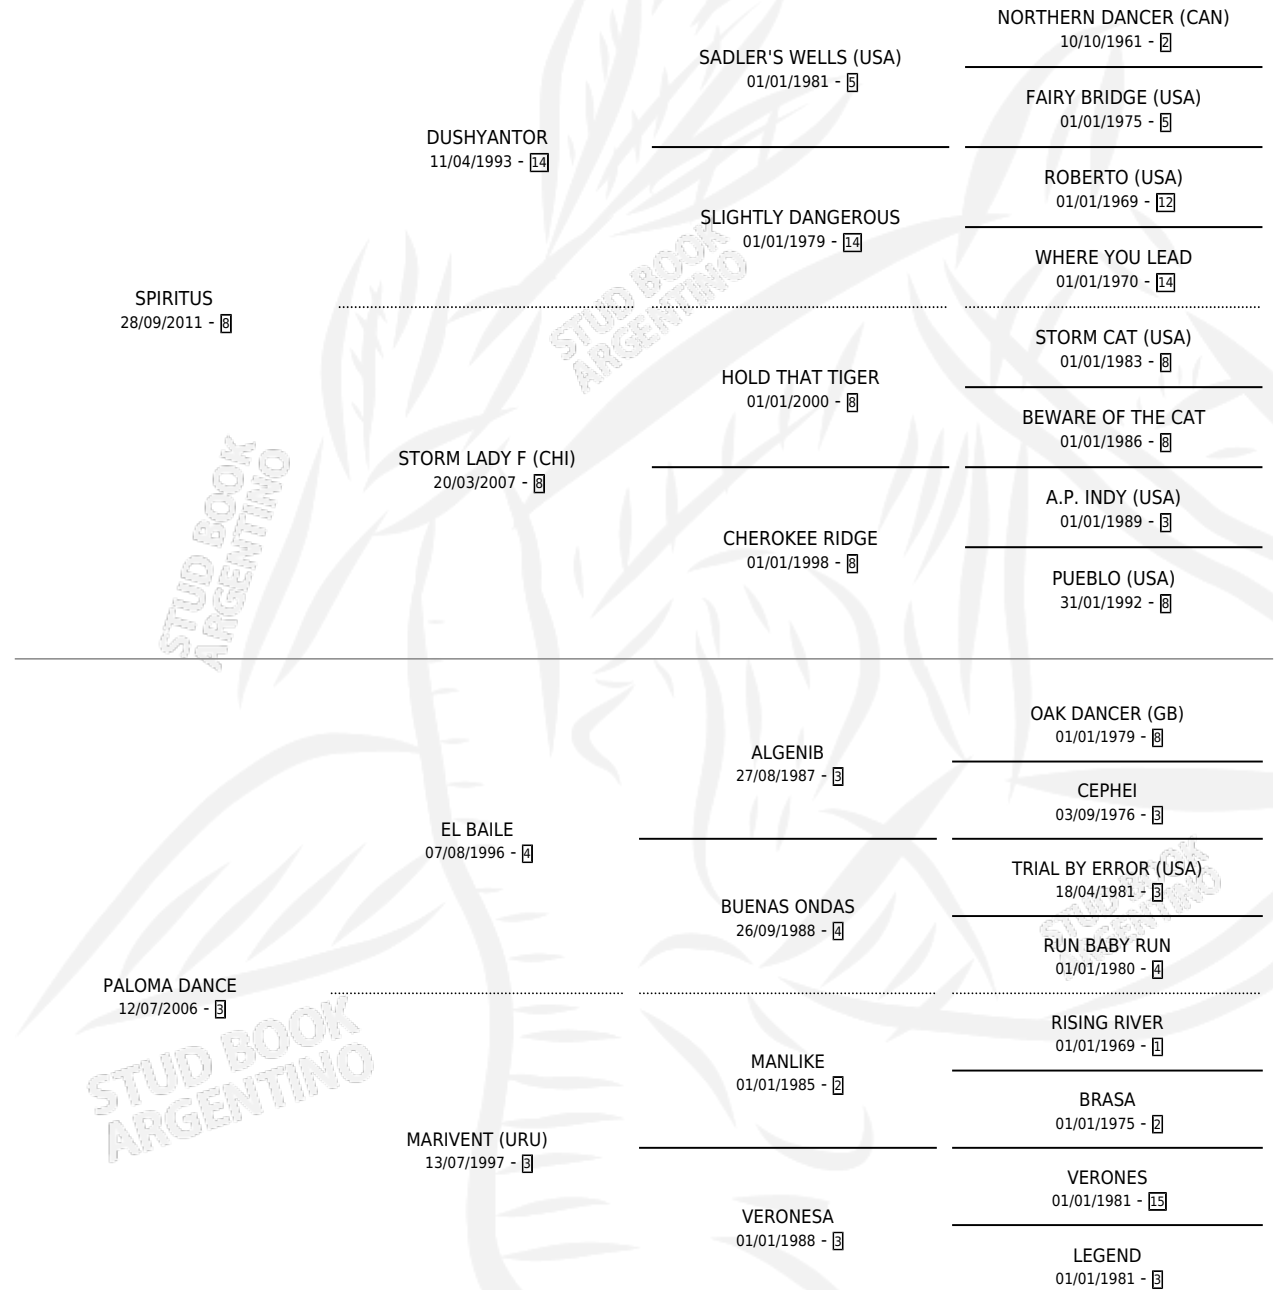 NORTHERN DANCER (CAN)
10/10/1961 - 2
SADLER'S WELLS (USA)
01/01/1981 - 5
FAIRY BRIDGE (USA)
01/01/1975 - 5
DUSHYANTOR
11/04/1993 - 14
ROBERTO (USA)
01/01/1969 - 12
SLIGHTLY DANGEROUS
01/01/1979 - 14
WHERE YOU LEAD
01/01/1970 - 14
SPIRITUS
28/09/2011 - 8
STORM CAT (USA)
01/01/1983 - 8
HOLD THAT TIGER
01/01/2000 - 8
BEWARE OF THE CAT
01/01/1986 - 8
STORM LADY F (CHI)
20/03/2007 - 8
A.P. INDY (USA)
01/01/1989 - 3
CHEROKEE RIDGE
01/01/1998 - 8
PUEBLO (USA)
31/01/1992 - 8
OAK DANCER (GB)
01/01/1979 - 8
ALGENIB
27/08/1987 - 3
CEPHEI
03/09/1976 - 3
EL BAILE
07/08/1996 - 4
TRIAL BY ERROR (USA)
18/04/1981 - 3
BUENAS ONDAS
26/09/1988 - 4
RUN BABY RUN
01/01/1980 - 4
PALOMA DANCE
12/07/2006 - 3
RISING RIVER
01/01/1969 - 1
MANLIKE
01/01/1985 - 2
BRASA
01/01/1975 - 2
MARIVENT (URU)
13/07/1997 - 3
VERONES
01/01/1981 - 15
VERONESA
01/01/1988 - 3
LEGEND
01/01/1981 - 3
STUD BOOK
ARGENTINO
STUD BOOK
ARGENTINO
STUD BOOK
ARGENTINO
STUD BOOK
ARGENTINO